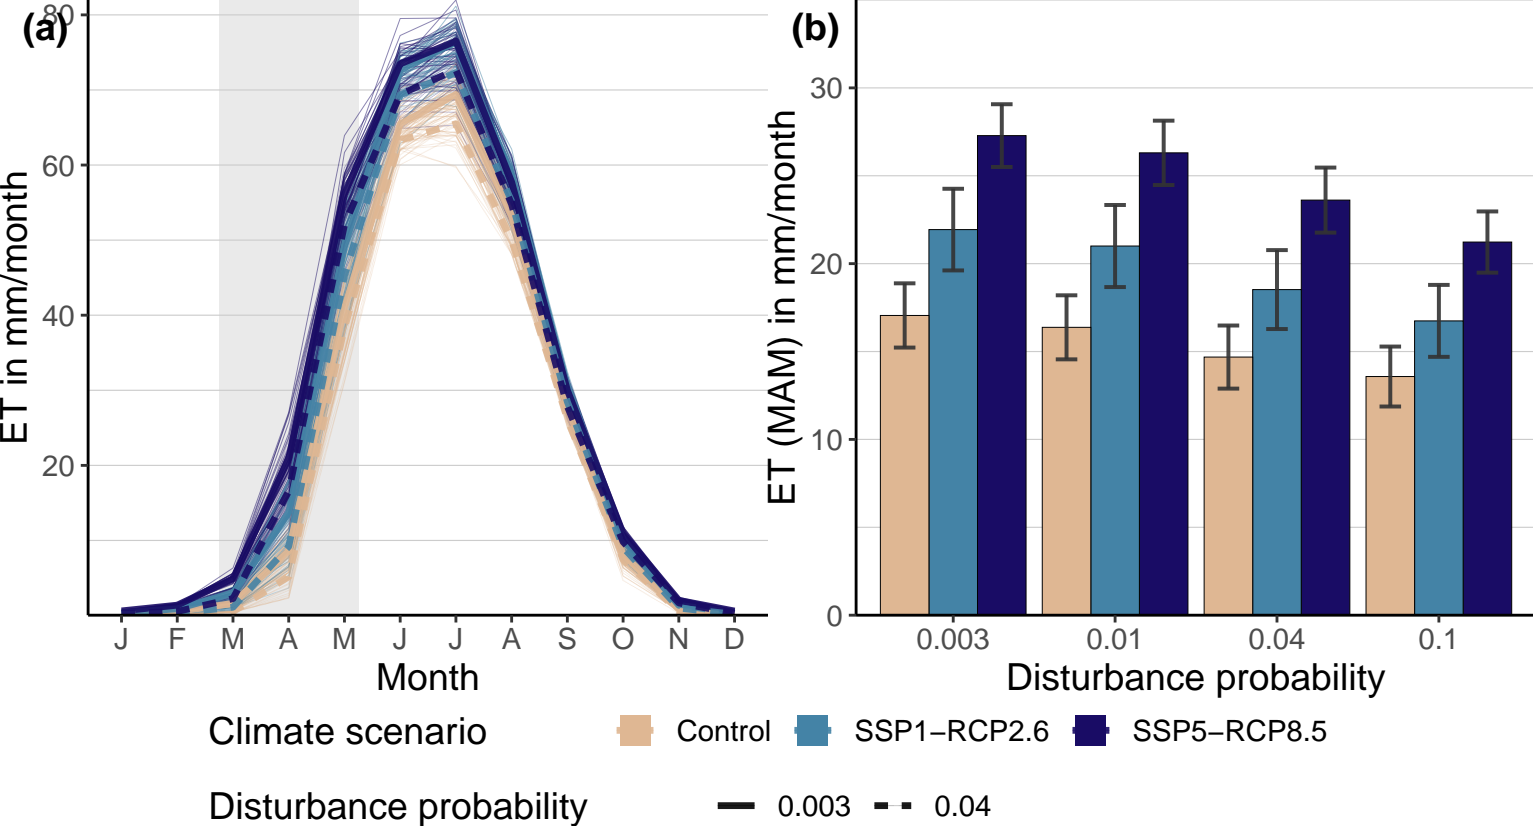 (a)
80
60
40
20
ET in mm/month
J F M A M J J A S O N D
Month
(b)
30
20
10
0
ET (MAM) in mm/month
0.003 0.01 0.04 0.1
Disturbance probability
Climate scenario Control SSP1−RCP2.6 SSP5−RCP8.5
Disturbance probability 0.003 0.04